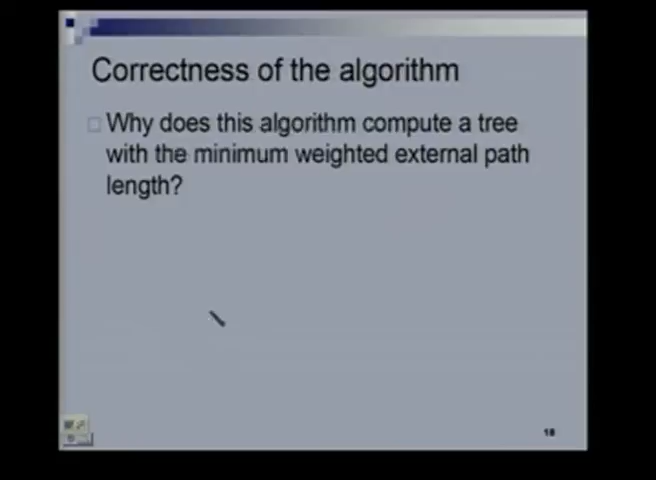 Correctness of the algorithm
Why does this algorithm compute a tree
with the minimum weighted external path
length?
18